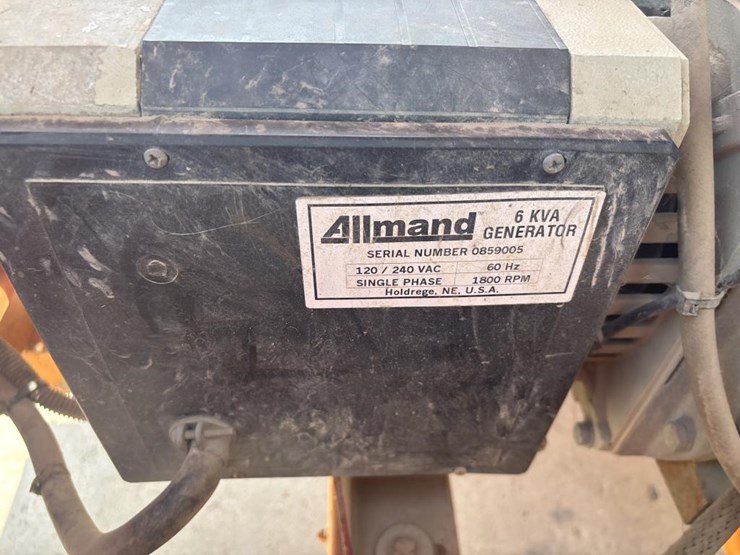 Allmand 6 KVA GENERATOR
SERIAL NUMBER 0859005
120 / 240 VAC 60 Hz
SINGLE PHASE 1800 RPM
Holdrege, NE, U.S.A.